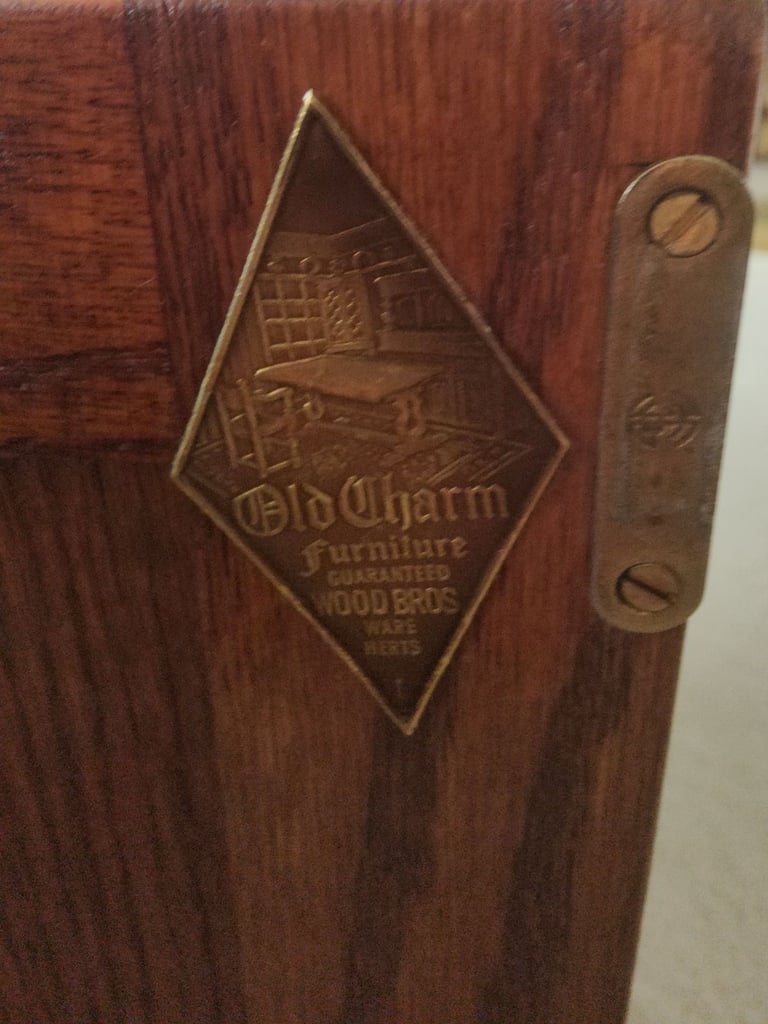 Old Charm
Furniture
GUARANTEED
WOOD BROS
WARE
HERTS